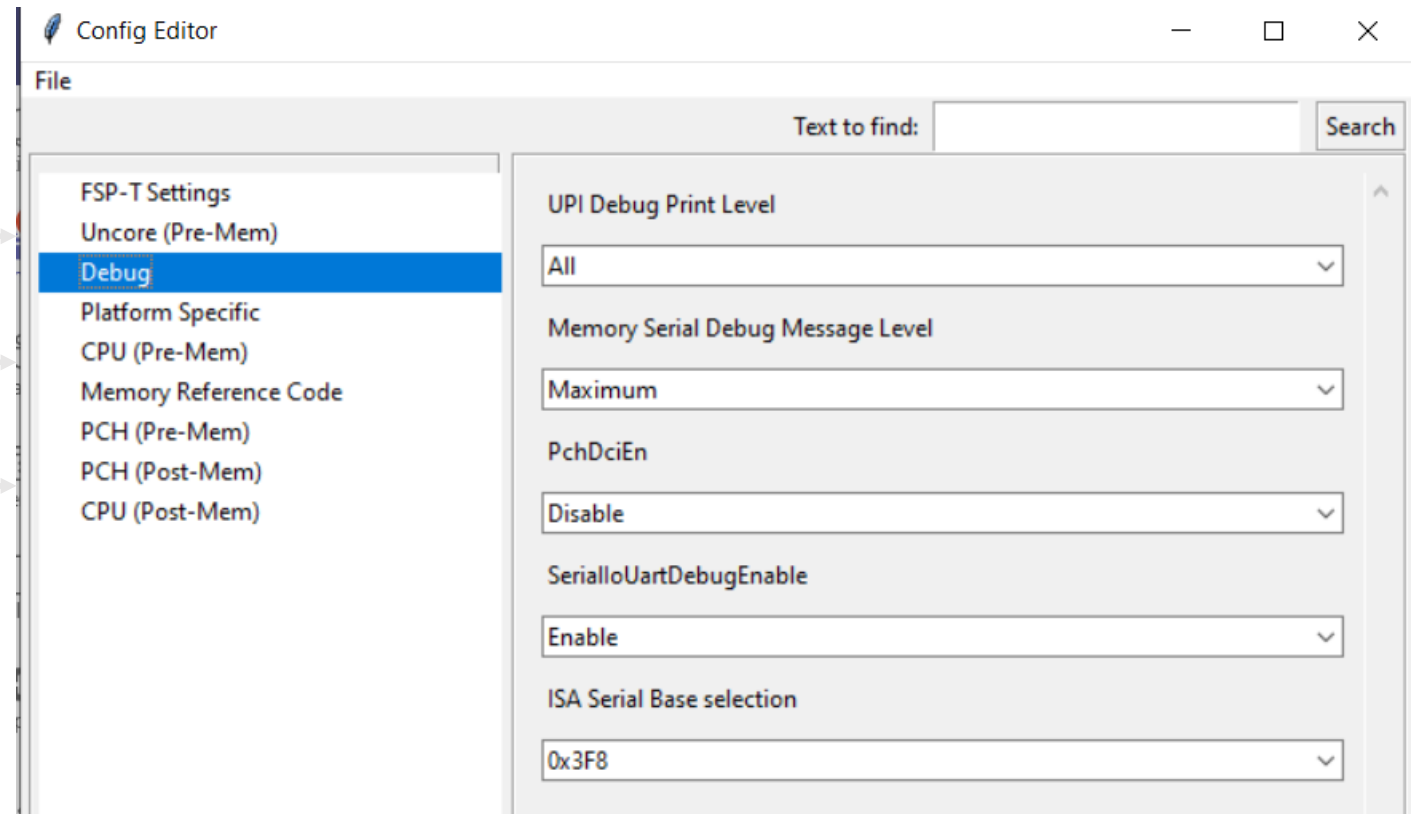 Config Editor
File
Text to find:
Search
FSP-T Settings
Uncore (Pre-Mem)
Debug
Platform Specific
CPU (Pre-Mem)
Memory Reference Code
PCH (Pre-Mem)
PCH (Post-Mem)
CPU (Post-Mem)
UPI Debug Print Level
All
Memory Serial Debug Message Level
Maximum
PchDciEn
Disable
SerialIoUartDebugEnable
Enable
ISA Serial Base selection
0x3F8